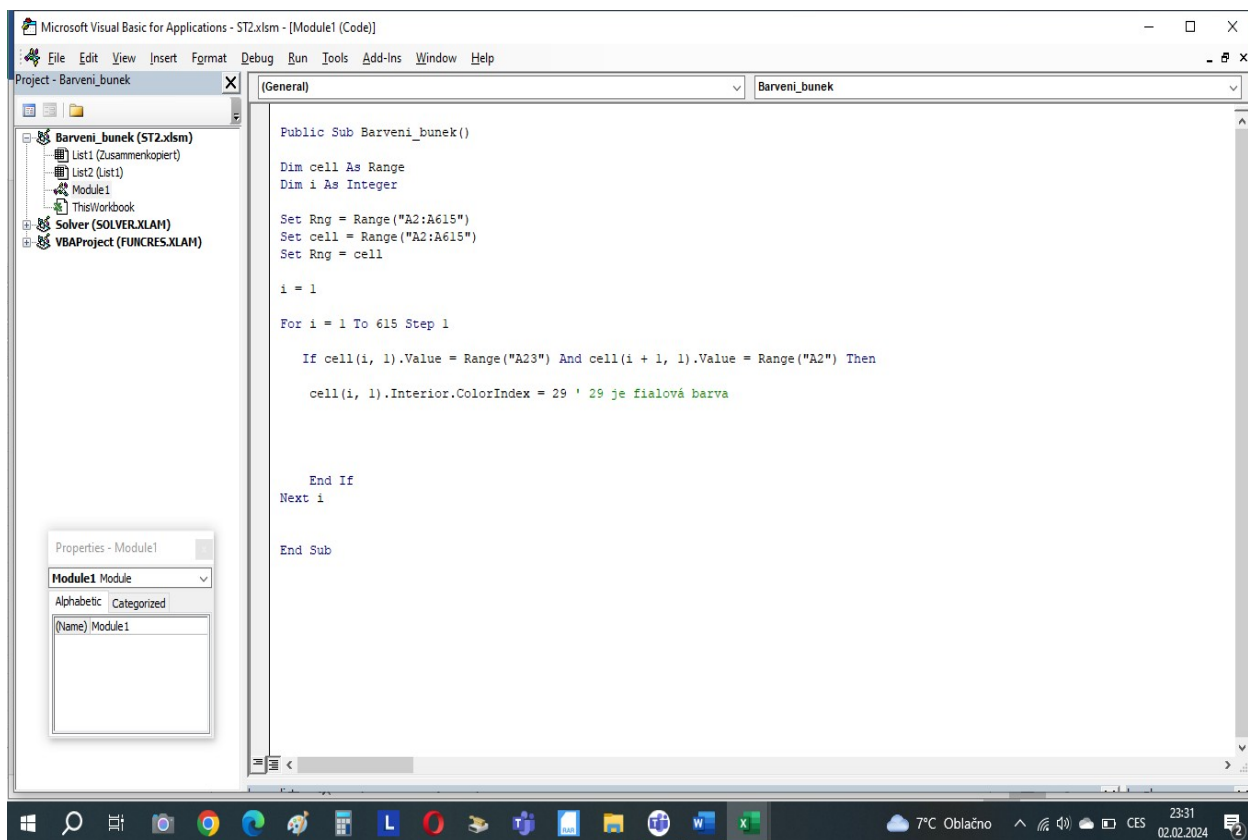 Microsoft Visual Basic for Applications - ST2.xlsm - [Module1 (Code)]
File Edit View Insert Format Debug Run Tools Add-Ins Window Help
Project - Barveni_bunek
(General)
Barveni_bunek
Barveni_bunek (ST2.xlsm)
List1 (Zusammenkopiert)
List2 (List1)
Module1
ThisWorkbook
Solver (SOLVER.XLAM)
VBAProject (FUNCRES.XLAM)
Public Sub Barveni_bunek()
Dim cell As Range
Dim i As Integer
Set Rng = Range("A2:A615")
Set cell = Range("A2:A615")
Set Rng = cell
i = 1
For i = 1 To 615 Step 1
If cell(i, 1).Value = Range("A23") And cell(i + 1, 1).Value = Range("A2") Then
cell(i, 1).Interior.ColorIndex = 29 ' 29 je fialová barva
End If
Next i
End Sub
Properties - Module1
Module1 Module
Alphabetic Categorized
(Name) Module1
7°C Oblačno
CES
23:31
02.02.2024